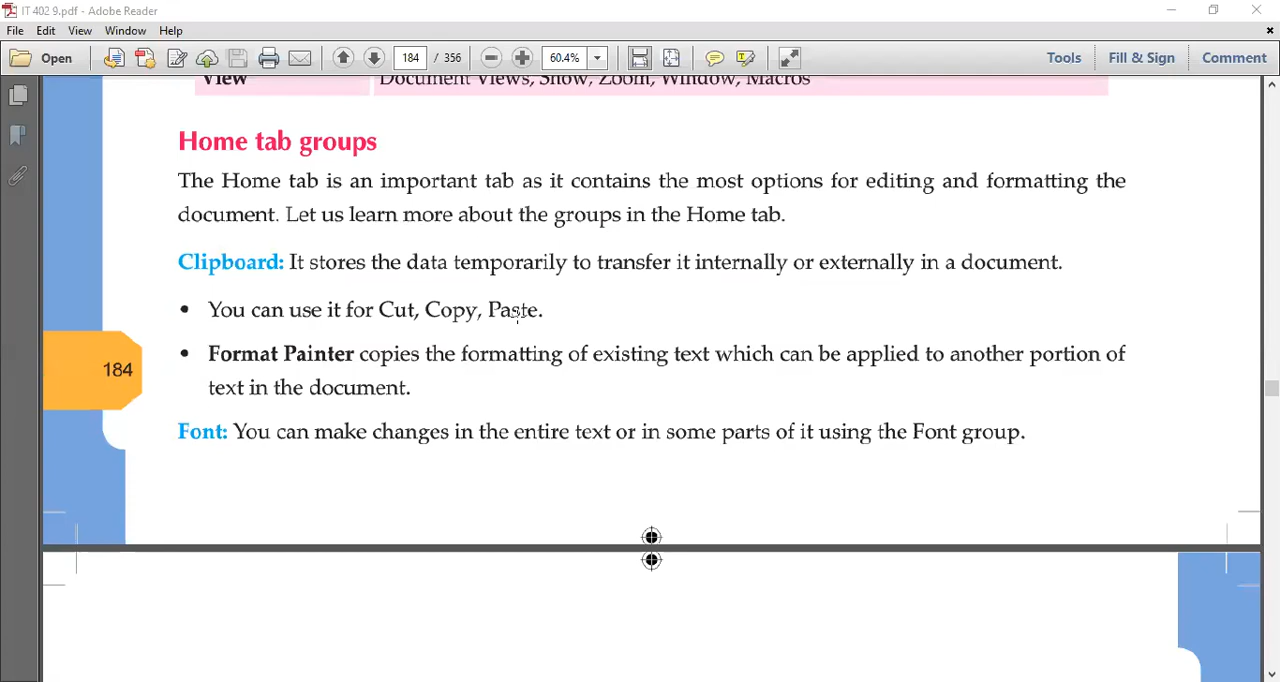 IT 402 9.pdf - Adobe Reader
File Edit View Window Help
Open 184 / 356 60.4% Tools Fill & Sign Comment
View Document Views, Show, Zoom, Window, Macros
Home tab groups
The Home tab is an important tab as it contains the most options for editing and formatting the
document. Let us learn more about the groups in the Home tab.
Clipboard: It stores the data temporarily to transfer it internally or externally in a document.
• You can use it for Cut, Copy, Paste.
• Format Painter copies the formatting of existing text which can be applied to another portion of
184
text in the document.
Font: You can make changes in the entire text or in some parts of it using the Font group.